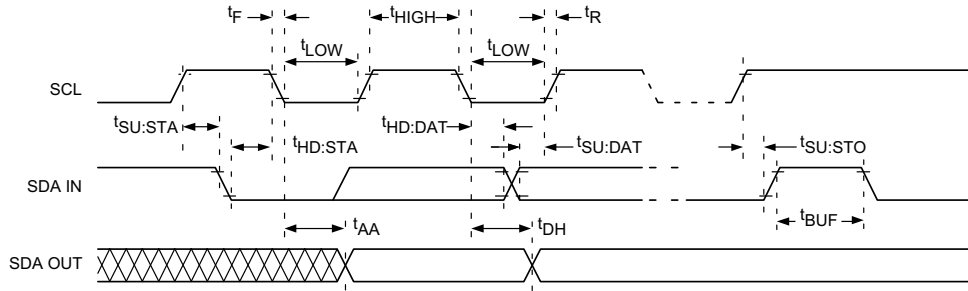 tF
tHIGH
tR
tLOW
tLOW
SCL
tSU:STA
tHD:STA
tHD:DAT
tSU:DAT
tSU:STO
SDA IN
tAA
tDH
tBUF
SDA OUT